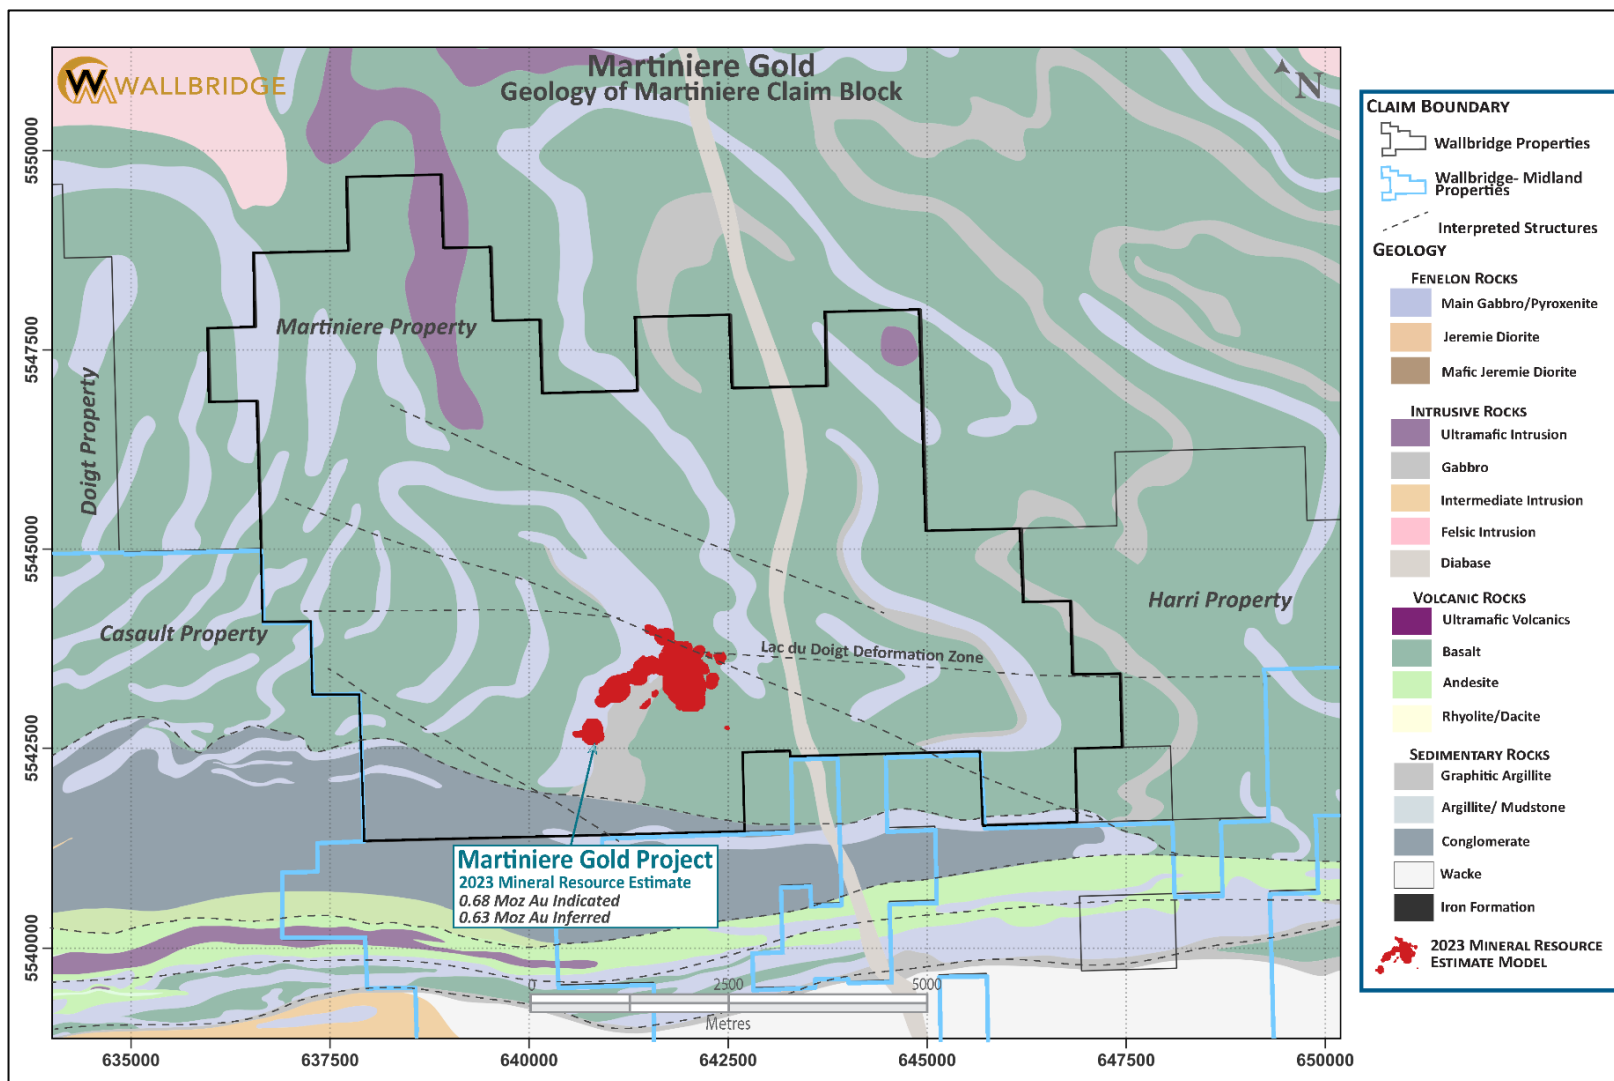 WALLBRIDGE
Martiniere Gold
Geology of Martiniere Claim Block
N
5550000
5547500
5545000
5542500
5540000
635000
637500
640000
642500
645000
647500
650000
Martiniere Property
Doigt Property
Casault Property
Harri Property
Lac du Doigt Deformation Zone
Martiniere Gold Project
2023 Mineral Resource Estimate
0.68 Moz Au Indicated
0.63 Moz Au Inferred
0
2500
5000
Metres
CLAIM BOUNDARY
Wallbridge Properties
Wallbridge- Midland
Properties
Interpreted Structures
GEOLOGY
FENELON ROCKS
Main Gabbro/Pyroxenite
Jeremie Diorite
Mafic Jeremie Diorite
INTRUSIVE ROCKS
Ultramafic Intrusion
Gabbro
Intermediate Intrusion
Felsic Intrusion
Diabase
VOLCANIC ROCKS
Ultramafic Volcanics
Basalt
Andesite
Rhyolite/Dacite
SEDIMENTARY ROCKS
Graphitic Argillite
Argillite/ Mudstone
Conglomerate
Wacke
Iron Formation
2023 MINERAL RESOURCE
ESTIMATE MODEL